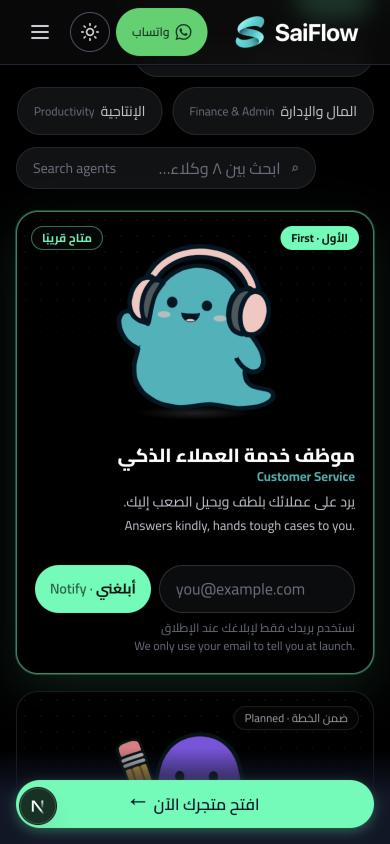 SaiFlow
واتساب
المال والإدارة Finance & Admin
الإنتاجية Productivity
ابحث بين ٨ وكلاء... Search agents
الأول · First
متاح قريبًا
موظف خدمة العملاء الذكي
Customer Service
يرد على عملائك بلطف ويحيل الصعب إليك.
Answers kindly, hands tough cases to you.
you@example.com
أبلغني · Notify
نستخدم بريدك فقط لإبلاغك عند الإطلاق
We only use your email to tell you at launch.
ضمن الخطة · Planned
افتح متجرك الآن ←
N